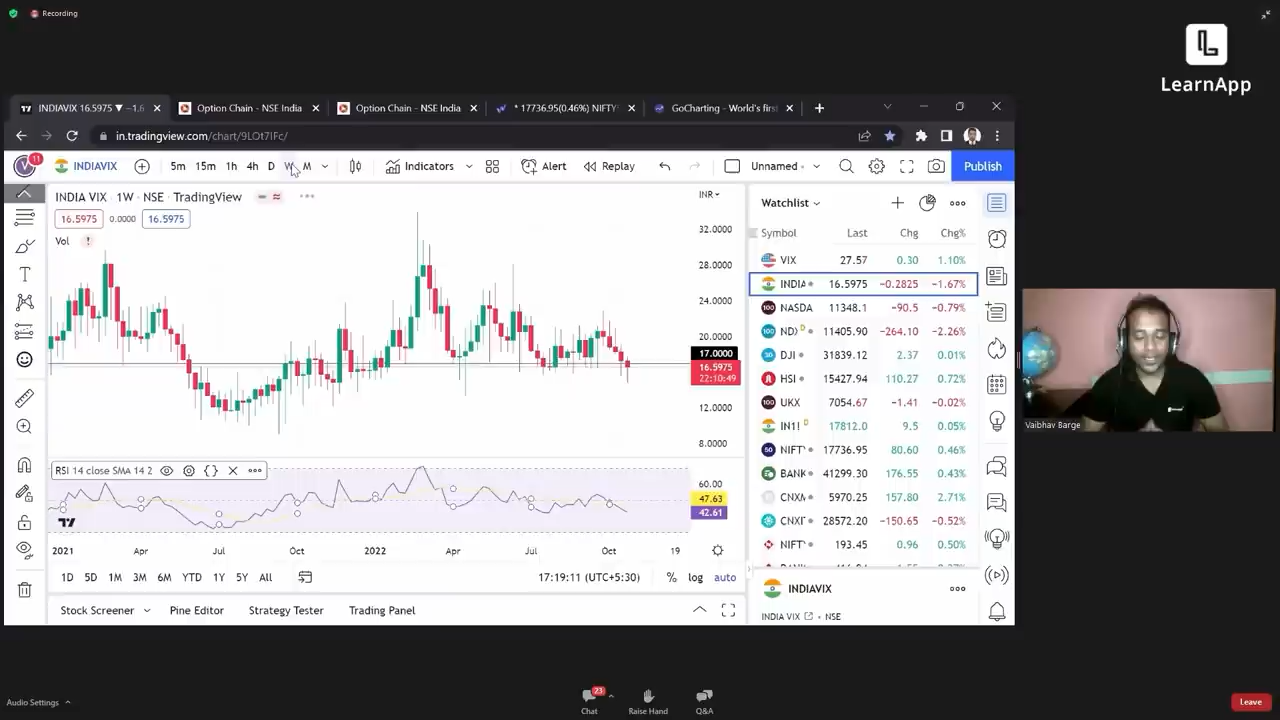 Recording
LearnApp
INDIAVIX 16.5975 ▼ −1.6
Option Chain - NSE India
Option Chain - NSE India
* 17736.95(0.46%) NIFTY
GoCharting - World's first
in.tradingview.com/chart/9LOt7IFc/
11
INDIAVIX
5m 15m 1h 4h D W M
Indicators
Alert
Replay
Unnamed
Publish
INDIA VIX · 1W · NSE · TradingView
INR
16.5975 0.0000 16.5975
Vol
32.0000
28.0000
24.0000
20.0000
17.0000
16.5975
22:10:49
12.0000
8.0000
RSI 14 close SMA 14 2
60.00
47.63
42.61
2021 Apr Jul Oct 2022 Apr Jul Oct 19
1D 5D 1M 3M 6M YTD 1Y 5Y All
17:19:11 (UTC+5:30) % log auto
Stock Screener Pine Editor Strategy Tester Trading Panel
Watchlist
Symbol Last Chg Chg%
VIX 27.57 0.30 1.10%
INDIA 16.5975 −0.2825 −1.67%
NASDA 11348.1 −90.5 −0.79%
NDX D 11405.90 −264.10 −2.26%
DJI 31839.12 2.37 0.01%
HSI 15427.94 110.27 0.72%
UKX 7054.67 −1.41 −0.02%
IN1! D 17812.0 9.5 0.05%
NIFTY 17736.95 80.60 0.46%
BANK 41299.30 176.55 0.43%
CNXM 5970.25 157.80 2.71%
CNXIT 28572.20 −150.65 −0.52%
NIFTY 193.45 0.96 0.50%
INDIAVIX
INDIA VIX NSE
Vaibhav Barge
Audio Settings
23
Chat
Raise Hand
Q&A
Leave